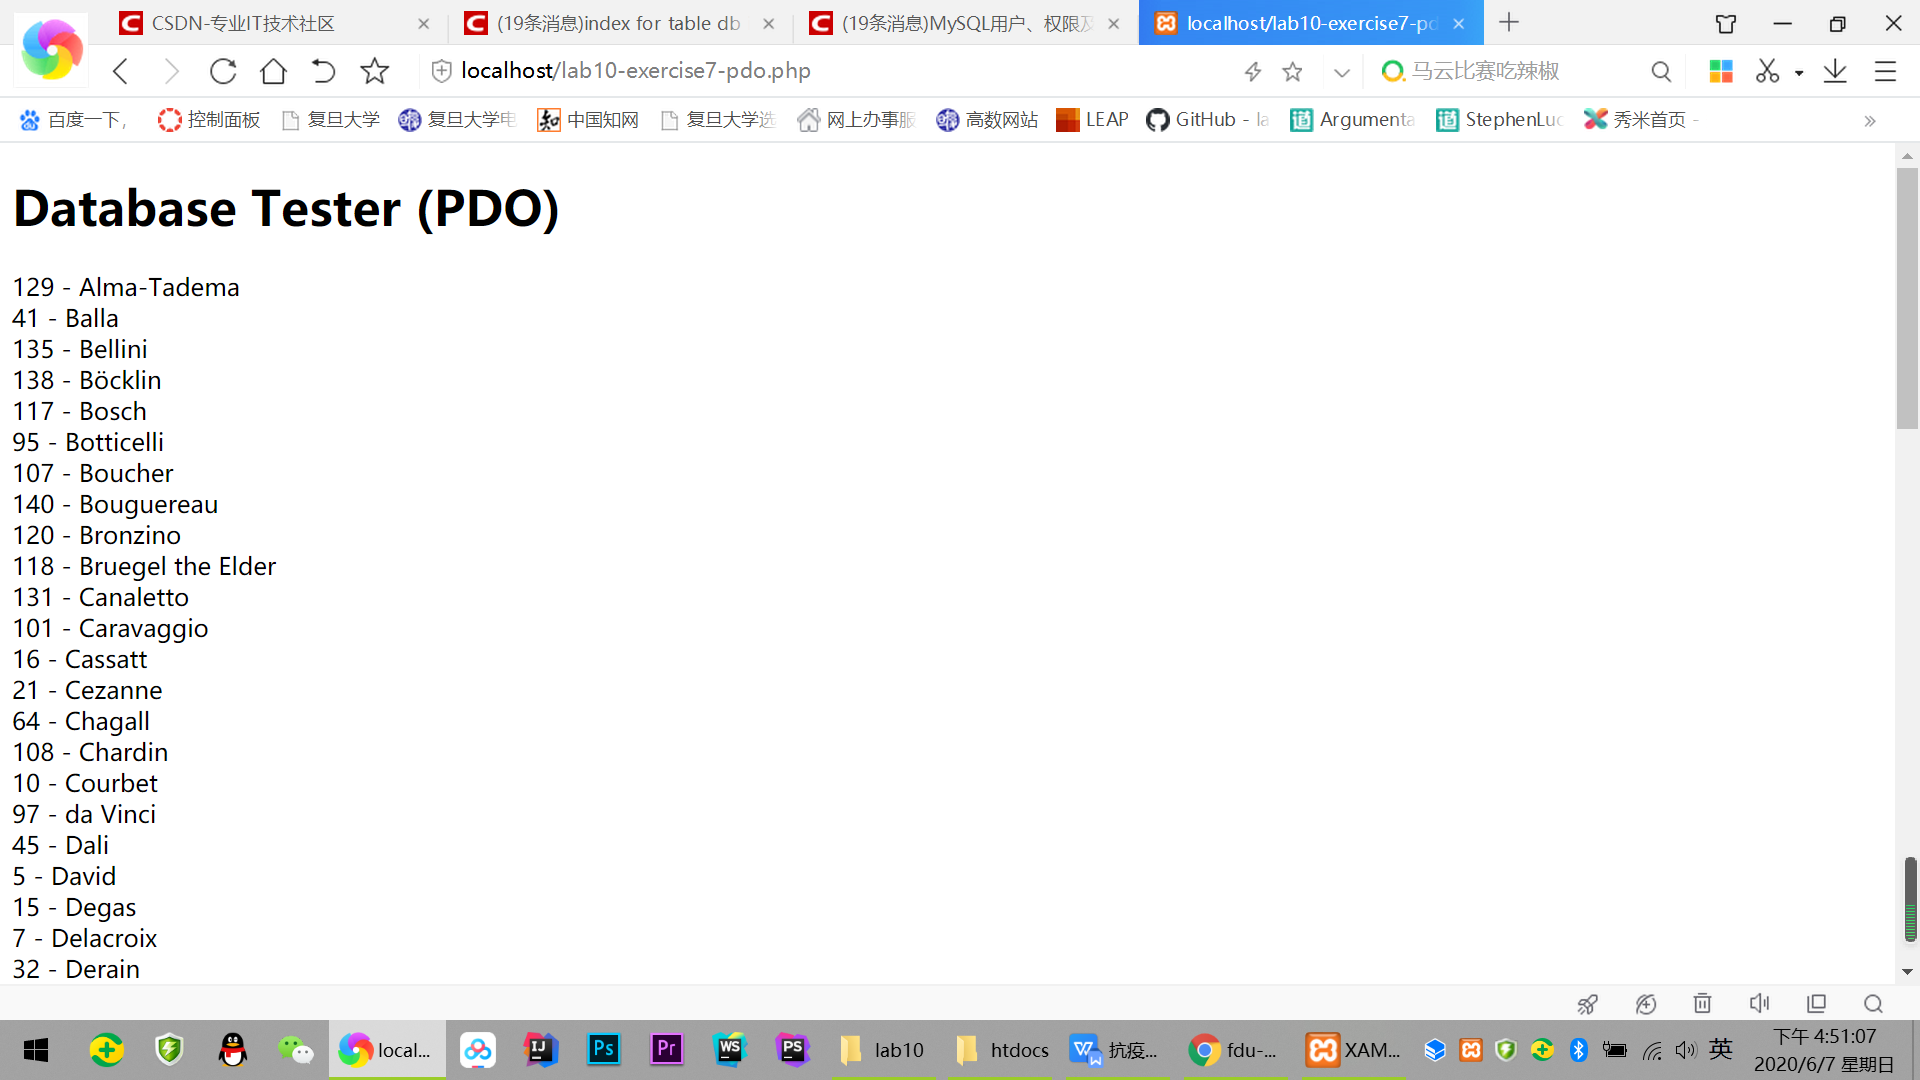 CSDN-专业IT技术社区
(19条消息)index for table db
(19条消息)MySQL用户、权限及
localhost/lab10-exercise7-pd
localhost/lab10-exercise7-pdo.php
马云比赛吃辣椒
百度一下,
控制面板
复旦大学
复旦大学电
中国知网
复旦大学选
网上办事服
高数网站
LEAP
GitHub - la
Argumenta
StephenLuc
秀米首页 -
Database Tester (PDO)
129 - Alma-Tadema
41 - Balla
135 - Bellini
138 - Böcklin
117 - Bosch
95 - Botticelli
107 - Boucher
140 - Bouguereau
120 - Bronzino
118 - Bruegel the Elder
131 - Canaletto
101 - Caravaggio
16 - Cassatt
21 - Cezanne
64 - Chagall
108 - Chardin
10 - Courbet
97 - da Vinci
45 - Dali
5 - David
15 - Degas
7 - Delacroix
32 - Derain
local...
lab10
htdocs
抗疫...
fdu-...
XAM...
英
下午 4:51:07
2020/6/7 星期日